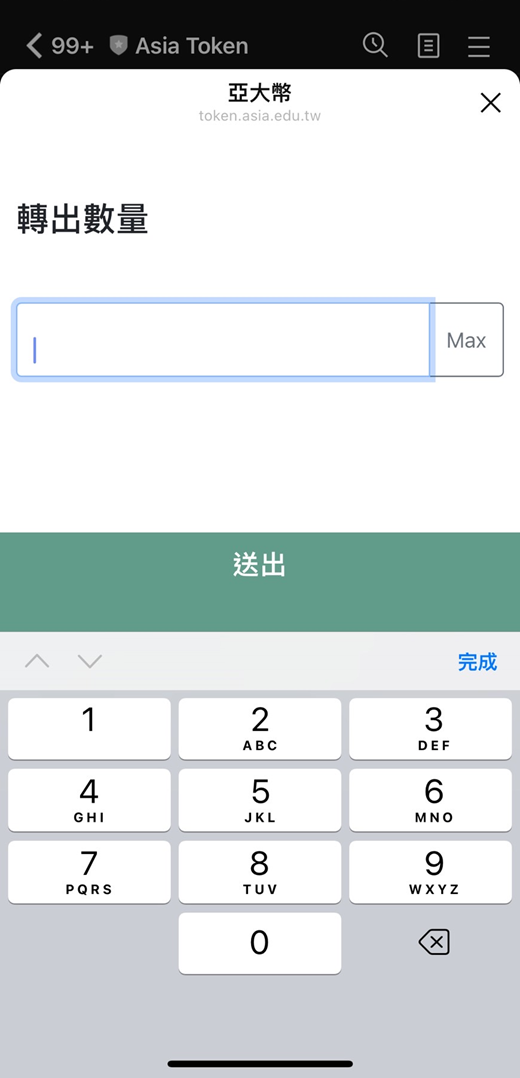 99+ Asia Token
亞大幣
token.asia.edu.tw
轉出數量
Max
送出
完成
1 2 3
ABC DEF
4 5 6
GHI JKL MNO
7 8 9
PQRS TUV WXYZ
0